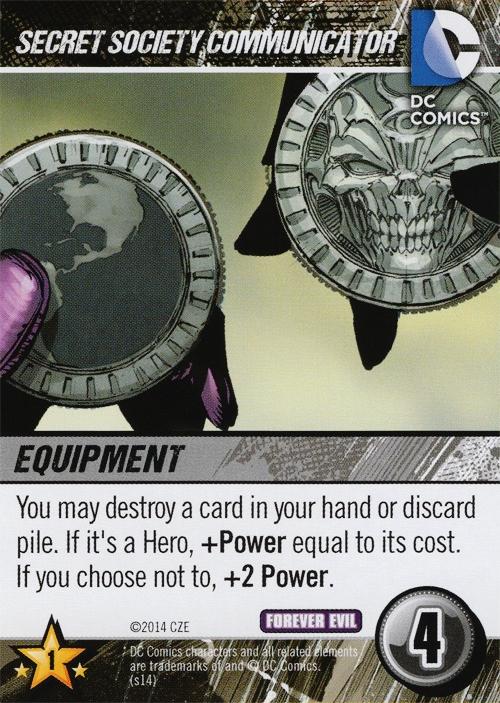 SECRET SOCIETY COMMUNICATOR
DC
COMICS™
EQUIPMENT
You may destroy a card in your hand or discard
pile. If it's a Hero, +Power equal to its cost.
If you choose not to, +2 Power.
©2014 CZE
FOREVER EVIL
1
DC Comics characters and all related elements
are trademarks of and © DC Comics.
(s14)
4